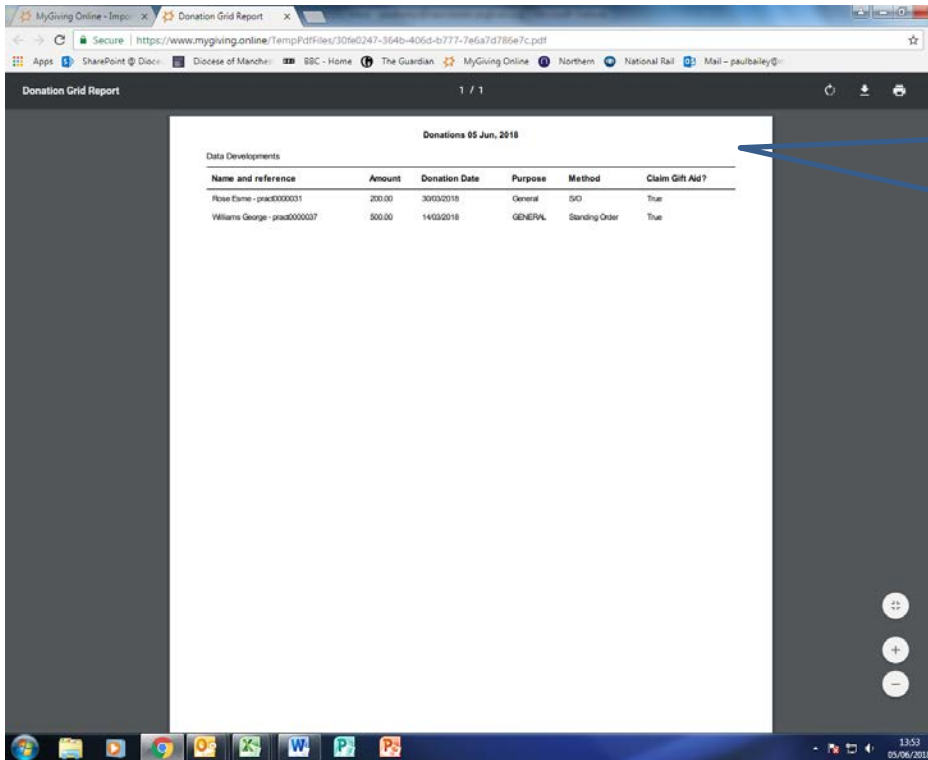 MyGiving Online - Impo
Donation Grid Report
Secure | https://www.mygiving.online/TempPdfFiles/30fe0247-364b-406d-b777-7e6a7d786e7c.pdf
Apps SharePoint @ Dioce Diocese of Manche BBC - Home The Guardian MyGiving Online Northern National Rail Mail – paulbailey@
Donation Grid Report 1 / 1
Donations 05 Jun, 2018
Data Developments
Name and reference Amount Donation Date Purpose Method Claim Gift Aid?
Rose Esme - pract0000031 200.00 30/03/2018 General S/O True
Williams George - pract0000037 500.00 14/03/2018 GENERAL Standing Order True
13:53
05/06/2018